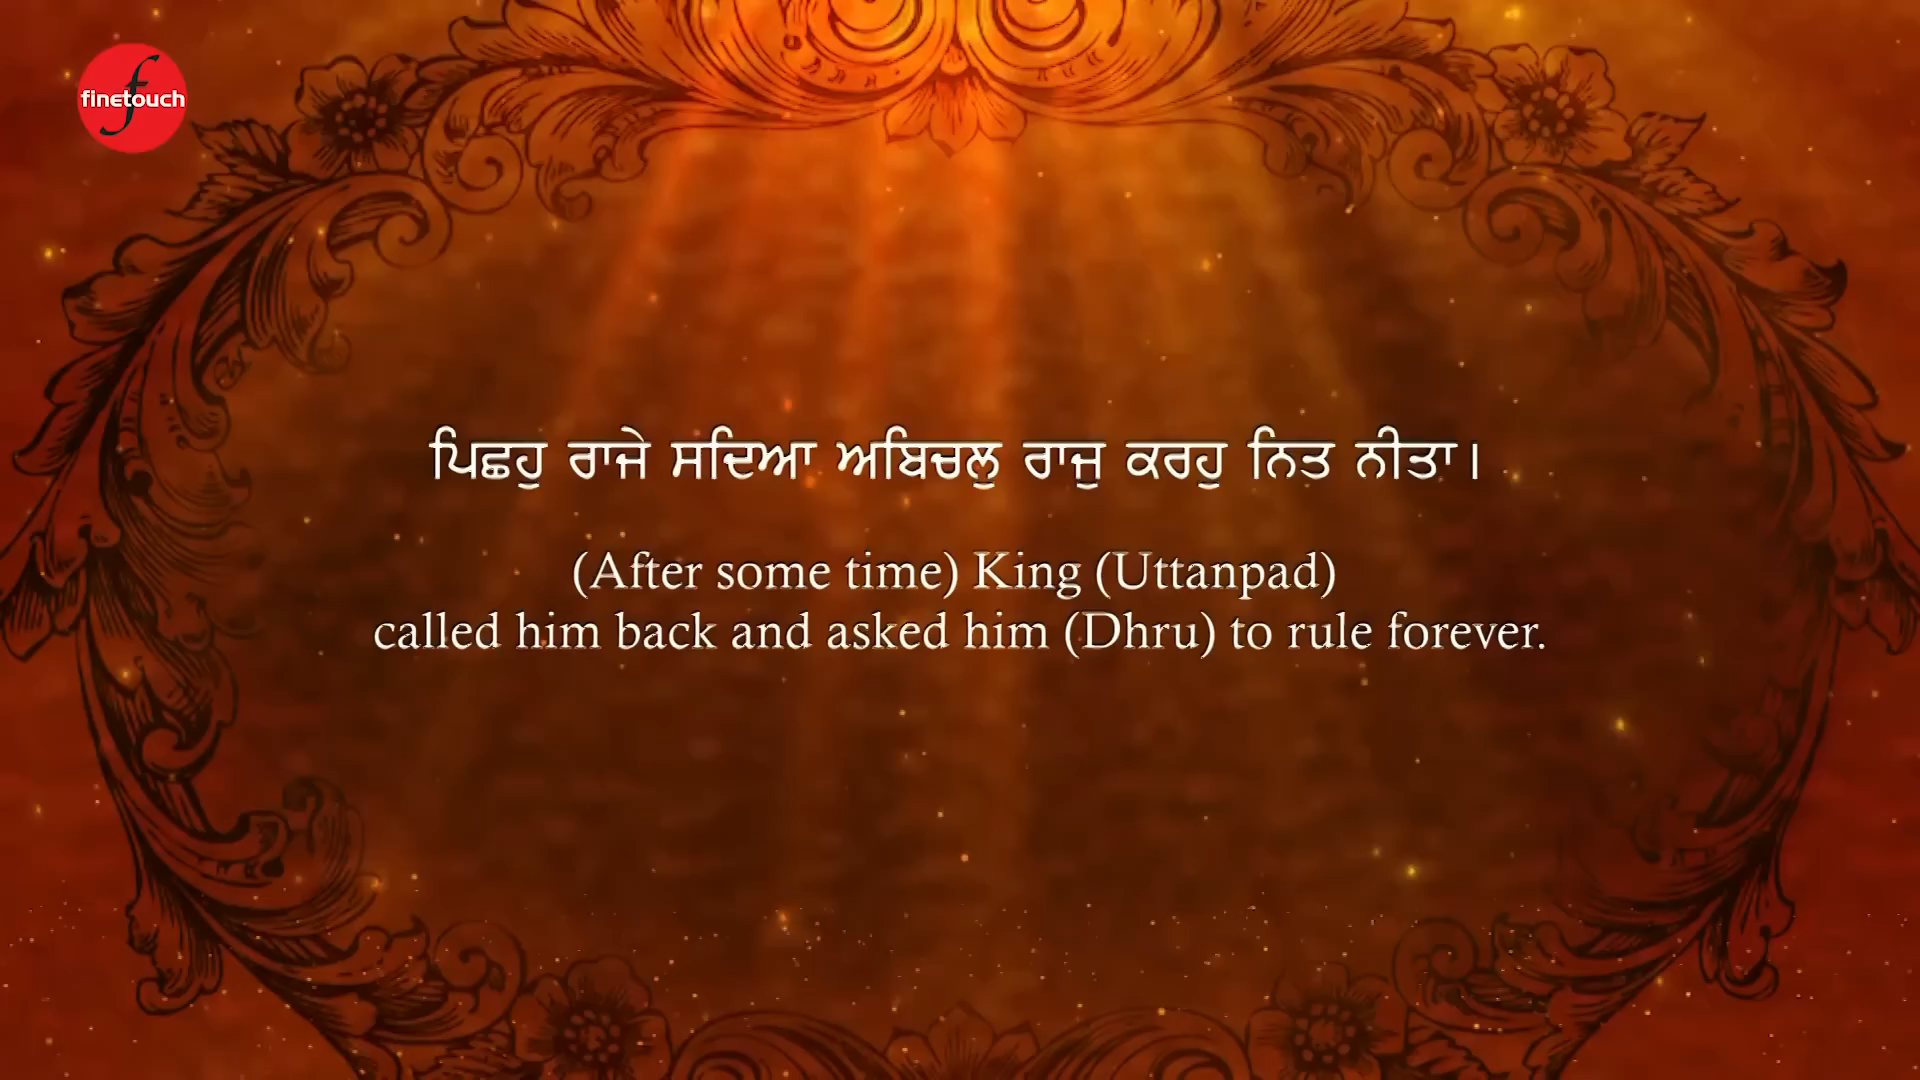 finetouch
ਪਿਛਹੁ ਰਾਜੇ ਸਦਿਆ ਅਬਿਚਲੁ ਰਾਜੁ ਕਰਹੁ ਨਿਤ ਨੀਤਾ।
(After some time) King (Uttanpad)
called him back and asked him (Dhru) to rule forever.